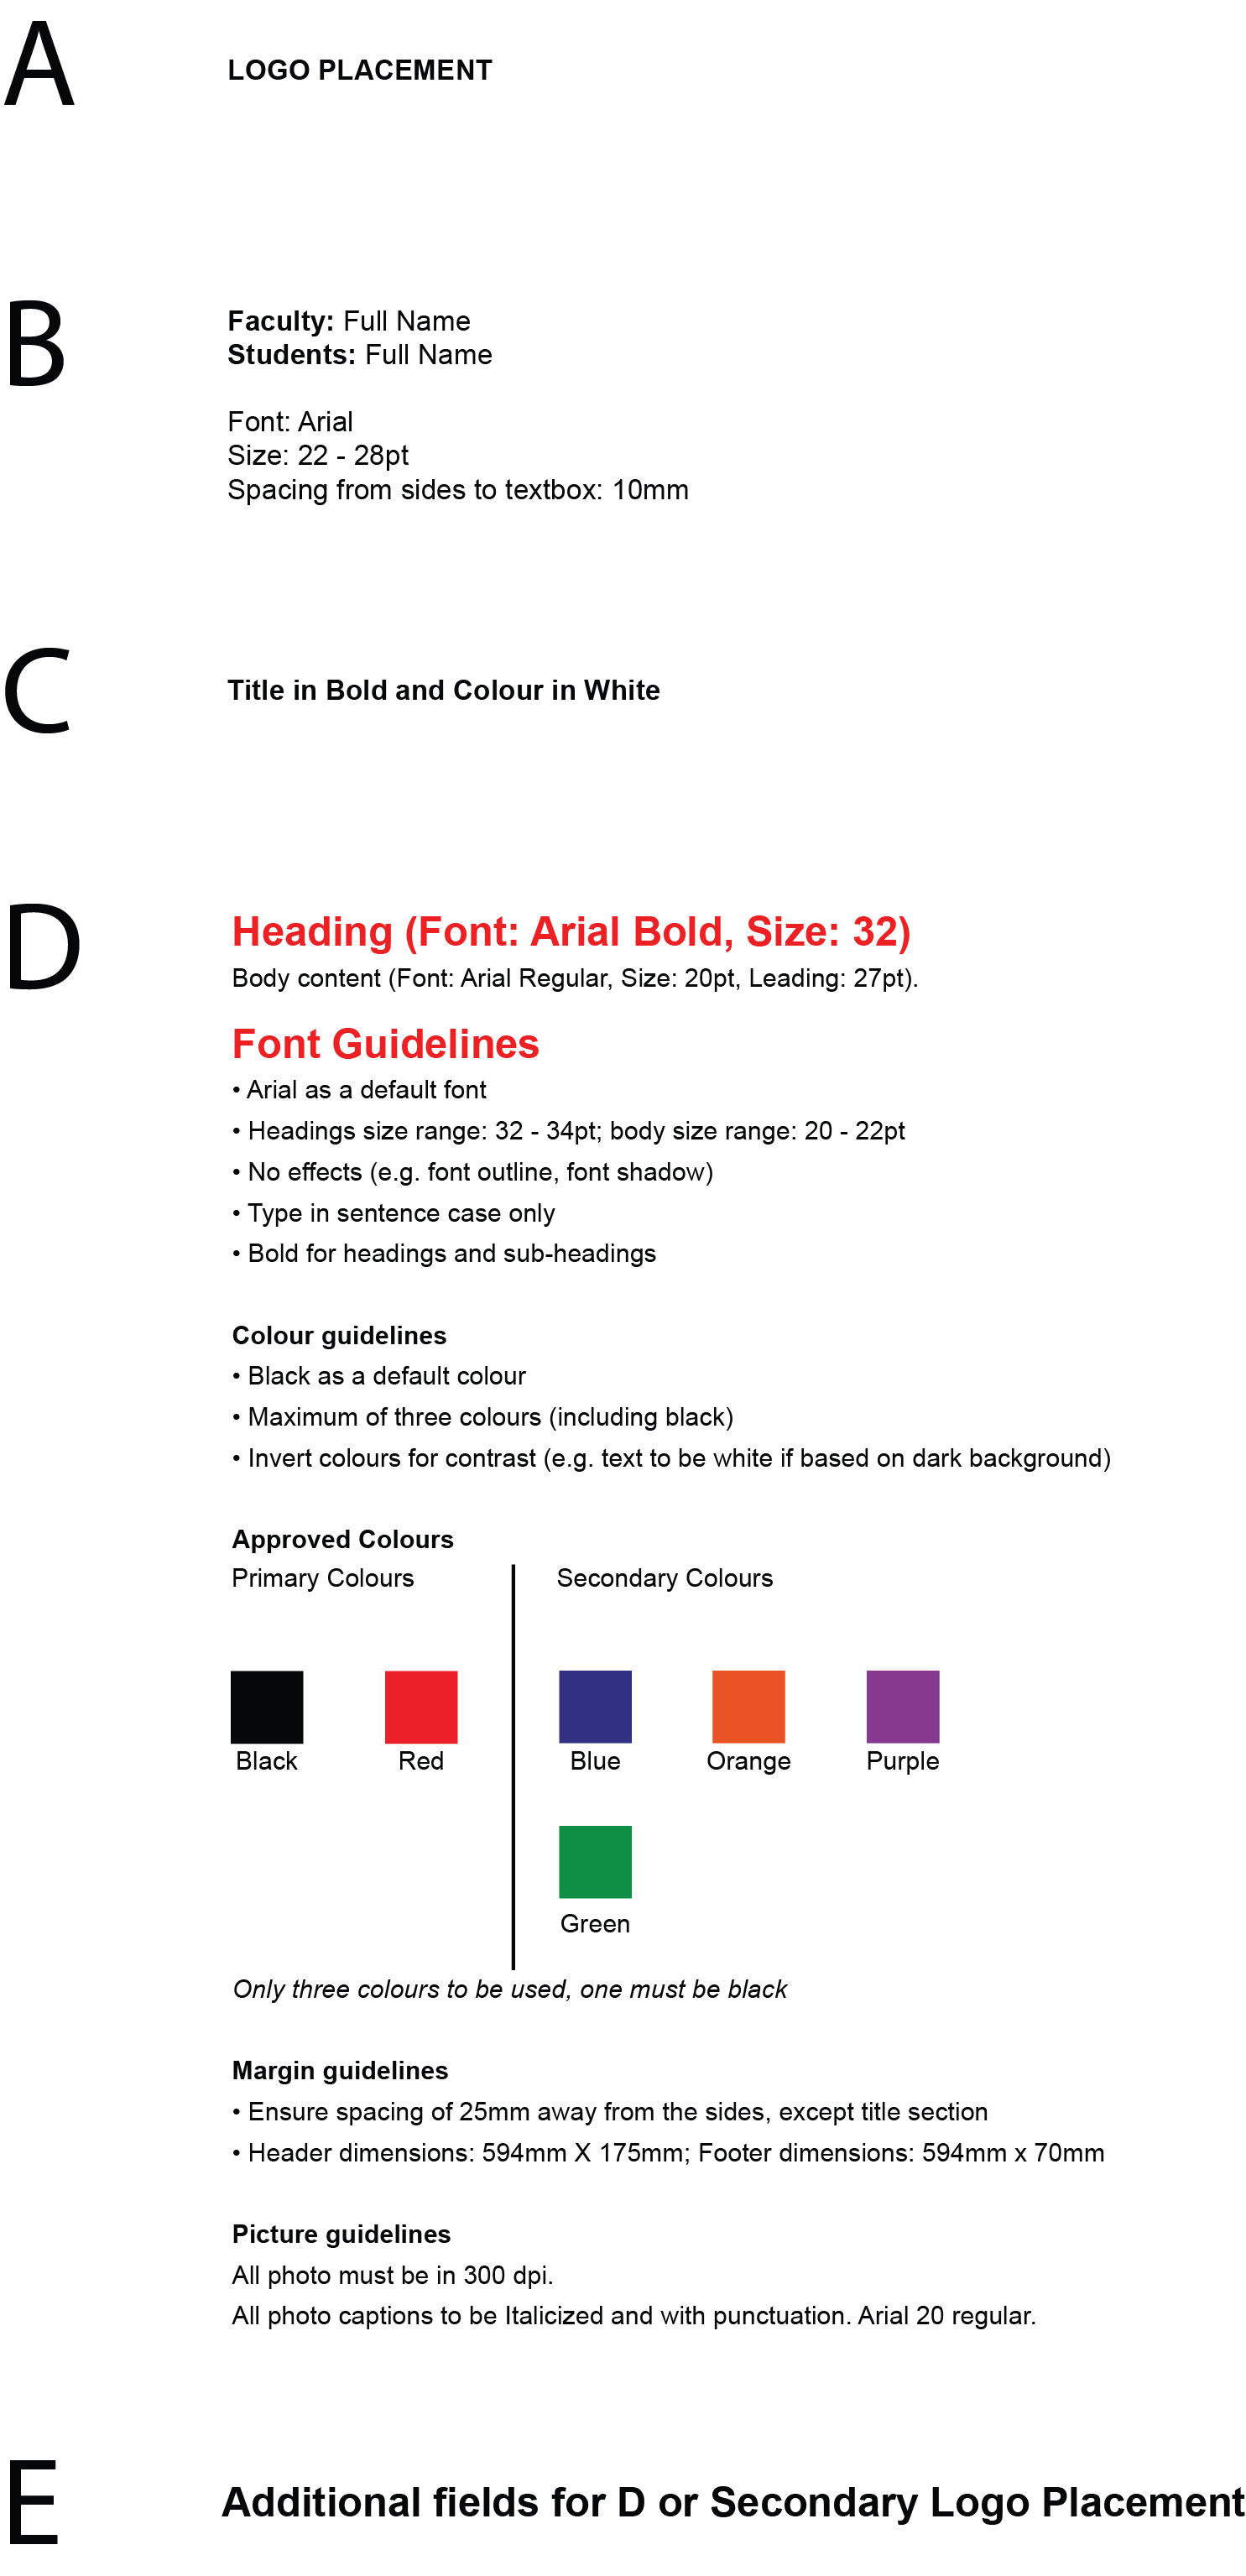 A
LOGO PLACEMENT
B
Faculty: Full Name
Students: Full Name
Font: Arial
Size: 22 - 28pt
Spacing from sides to textbox: 10mm
C
Title in Bold and Colour in White
D
Heading (Font: Arial Bold, Size: 32)
Body content (Font: Arial Regular, Size: 20pt, Leading: 27pt).
Font Guidelines
• Arial as a default font
• Headings size range: 32 - 34pt; body size range: 20 - 22pt
• No effects (e.g. font outline, font shadow)
• Type in sentence case only
• Bold for headings and sub-headings
Colour guidelines
• Black as a default colour
• Maximum of three colours (including black)
• Invert colours for contrast (e.g. text to be white if based on dark background)
Approved Colours
Primary Colours
Secondary Colours
Black
Red
Blue
Orange
Purple
Green
Only three colours to be used, one must be black
Margin guidelines
• Ensure spacing of 25mm away from the sides, except title section
• Header dimensions: 594mm X 175mm; Footer dimensions: 594mm x 70mm
Picture guidelines
All photo must be in 300 dpi.
All photo captions to be Italicized and with punctuation. Arial 20 regular.
E
Additional fields for D or Secondary Logo Placement